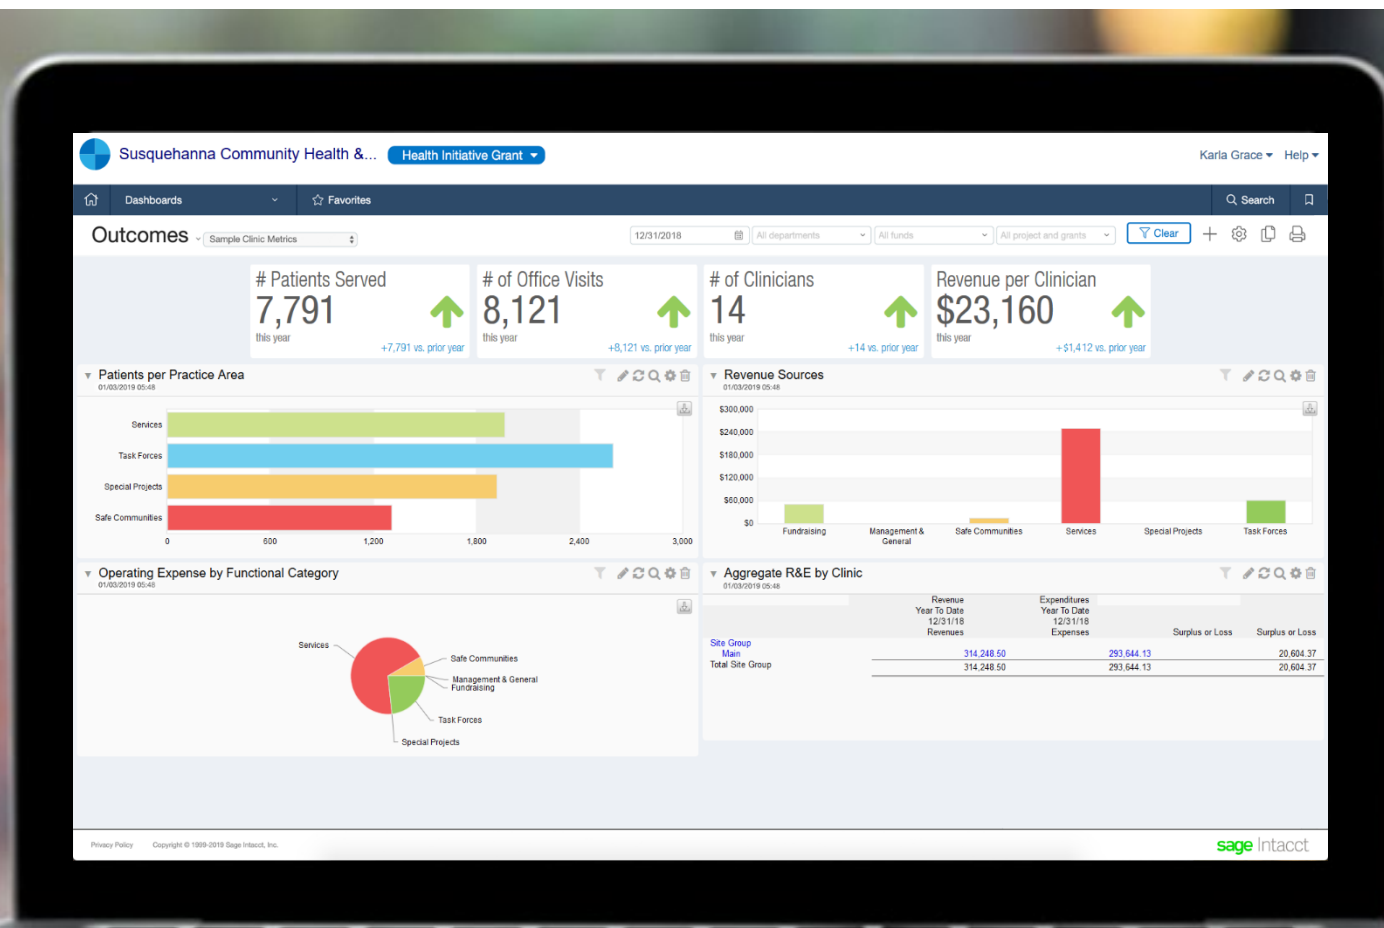 Susquehanna Community Health &...
Health Initiative Grant
Karla Grace
Help
Dashboards
Favorites
Search
Outcomes
Sample Clinic Metrics
12/31/2018
All departments
All funds
All project and grants
Clear
# Patients Served
7,791
this year
+7,791 vs. prior year
# of Office Visits
8,121
this year
+8,121 vs. prior year
# of Clinicians
14
this year
+14 vs. prior year
Revenue per Clinician
$23,160
this year
+$1,412 vs. prior year
Patients per Practice Area
01/03/2019 05:48
Services
Task Forces
Special Projects
Safe Communities
0 600 1,200 1,800 2,400 3,000
Revenue Sources
01/03/2019 05:48
$300,000
$240,000
$180,000
$120,000
$60,000
$0
Fundraising
Management &
General
Safe Communities
Services
Special Projects
Task Forces
Operating Expense by Functional Category
01/03/2019 05:48
Services
Safe Communities
Management & General
Fundraising
Task Forces
Special Projects
Aggregate R&E by Clinic
01/03/2019 05:48
Revenue Expenditures
Year To Date Year To Date
12/31/18 12/31/18
Revenues Expenses Surplus or Loss Surplus or Loss
Site Group
Main 314,248.50 293,644.13 20,604.37
Total Site Group 314,248.50 293,644.13 20,604.37
Privacy Policy Copyright © 1999-2019 Sage Intacct, Inc.
sage Intacct